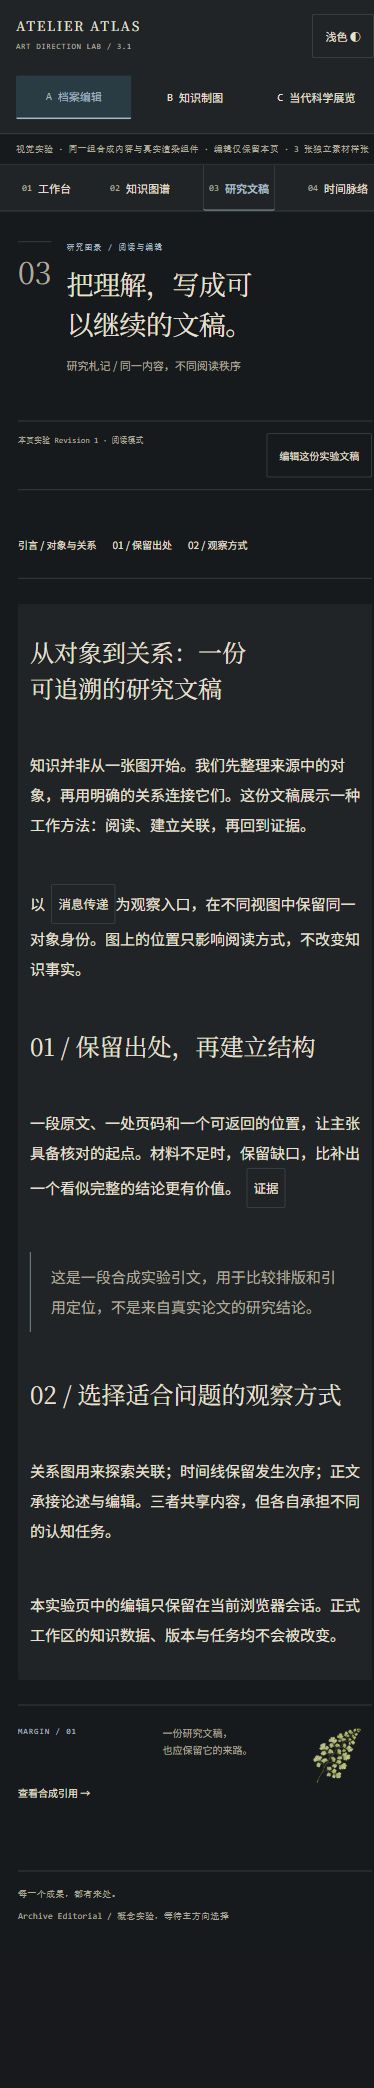 ATELIER ATLAS
ART DIRECTION LAB / 3.1
浅色
A 档案编辑 B 知识制图 C 当代科学展览
视觉实验 · 同一组合成内容与真实渲染组件 · 编辑仅保留本页 · 3 张独立素材样张
01 工作台 02 知识图谱 03 研究文稿 04 时间脉络
03
研究图录 / 阅读与编辑
把理解，写成可
以继续的文稿。
研究札记 / 同一内容，不同阅读秩序
本页实验 Revision 1 · 阅读模式
编辑这份实验文稿
引言 / 对象与关系 01 / 保留出处 02 / 观察方式
从对象到关系：一份
可追溯的研究文稿
知识并非从一张图开始。我们先整理来源中的对
象，再用明确的关系连接它们。这份文稿展示一种
工作方法：阅读、建立关联，再回到证据。
以 消息传递 为观察入口，在不同视图中保留同一
对象身份。图上的位置只影响阅读方式，不改变知
识事实。
01 / 保留出处，再建立结构
一段原文、一处页码和一个可返回的位置，让主张
具备核对的起点。材料不足时，保留缺口，比补出
一个看似完整的结论更有价值。 证据
这是一段合成实验引文，用于比较排版和引
用定位，不是来自真实论文的研究结论。
02 / 选择适合问题的观察方式
关系图用来探索关联；时间线保留发生次序；正文
承接论述与编辑。三者共享内容，但各自承担不同
的认知任务。
本实验页中的编辑只保留在当前浏览器会话。正式
工作区的知识数据、版本与任务均不会被改变。
MARGIN / 01
一份研究文稿，
也应保留它的来路。
查看合成引用 →
每一个成果，都有来处。
Archive Editorial / 概念实验，等待主方向选择